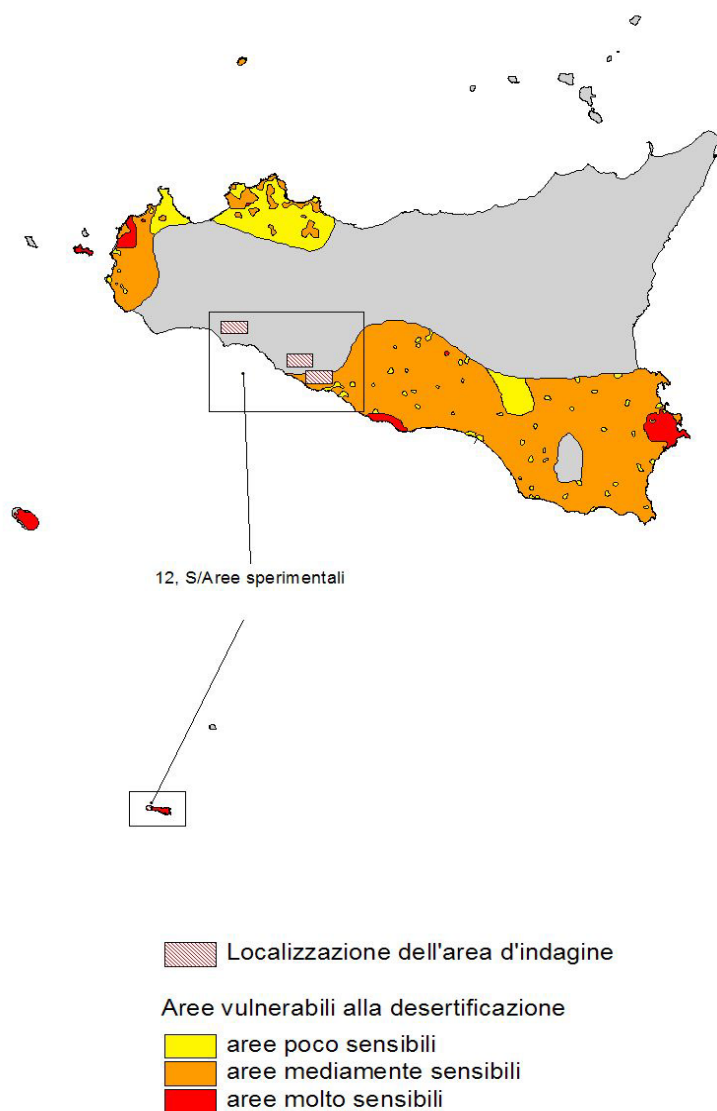 12, S/Aree sperimentali
Localizzazione dell'area d'indagine
Aree vulnerabili alla desertificazione
aree poco sensibili
aree mediamente sensibili
aree molto sensibili